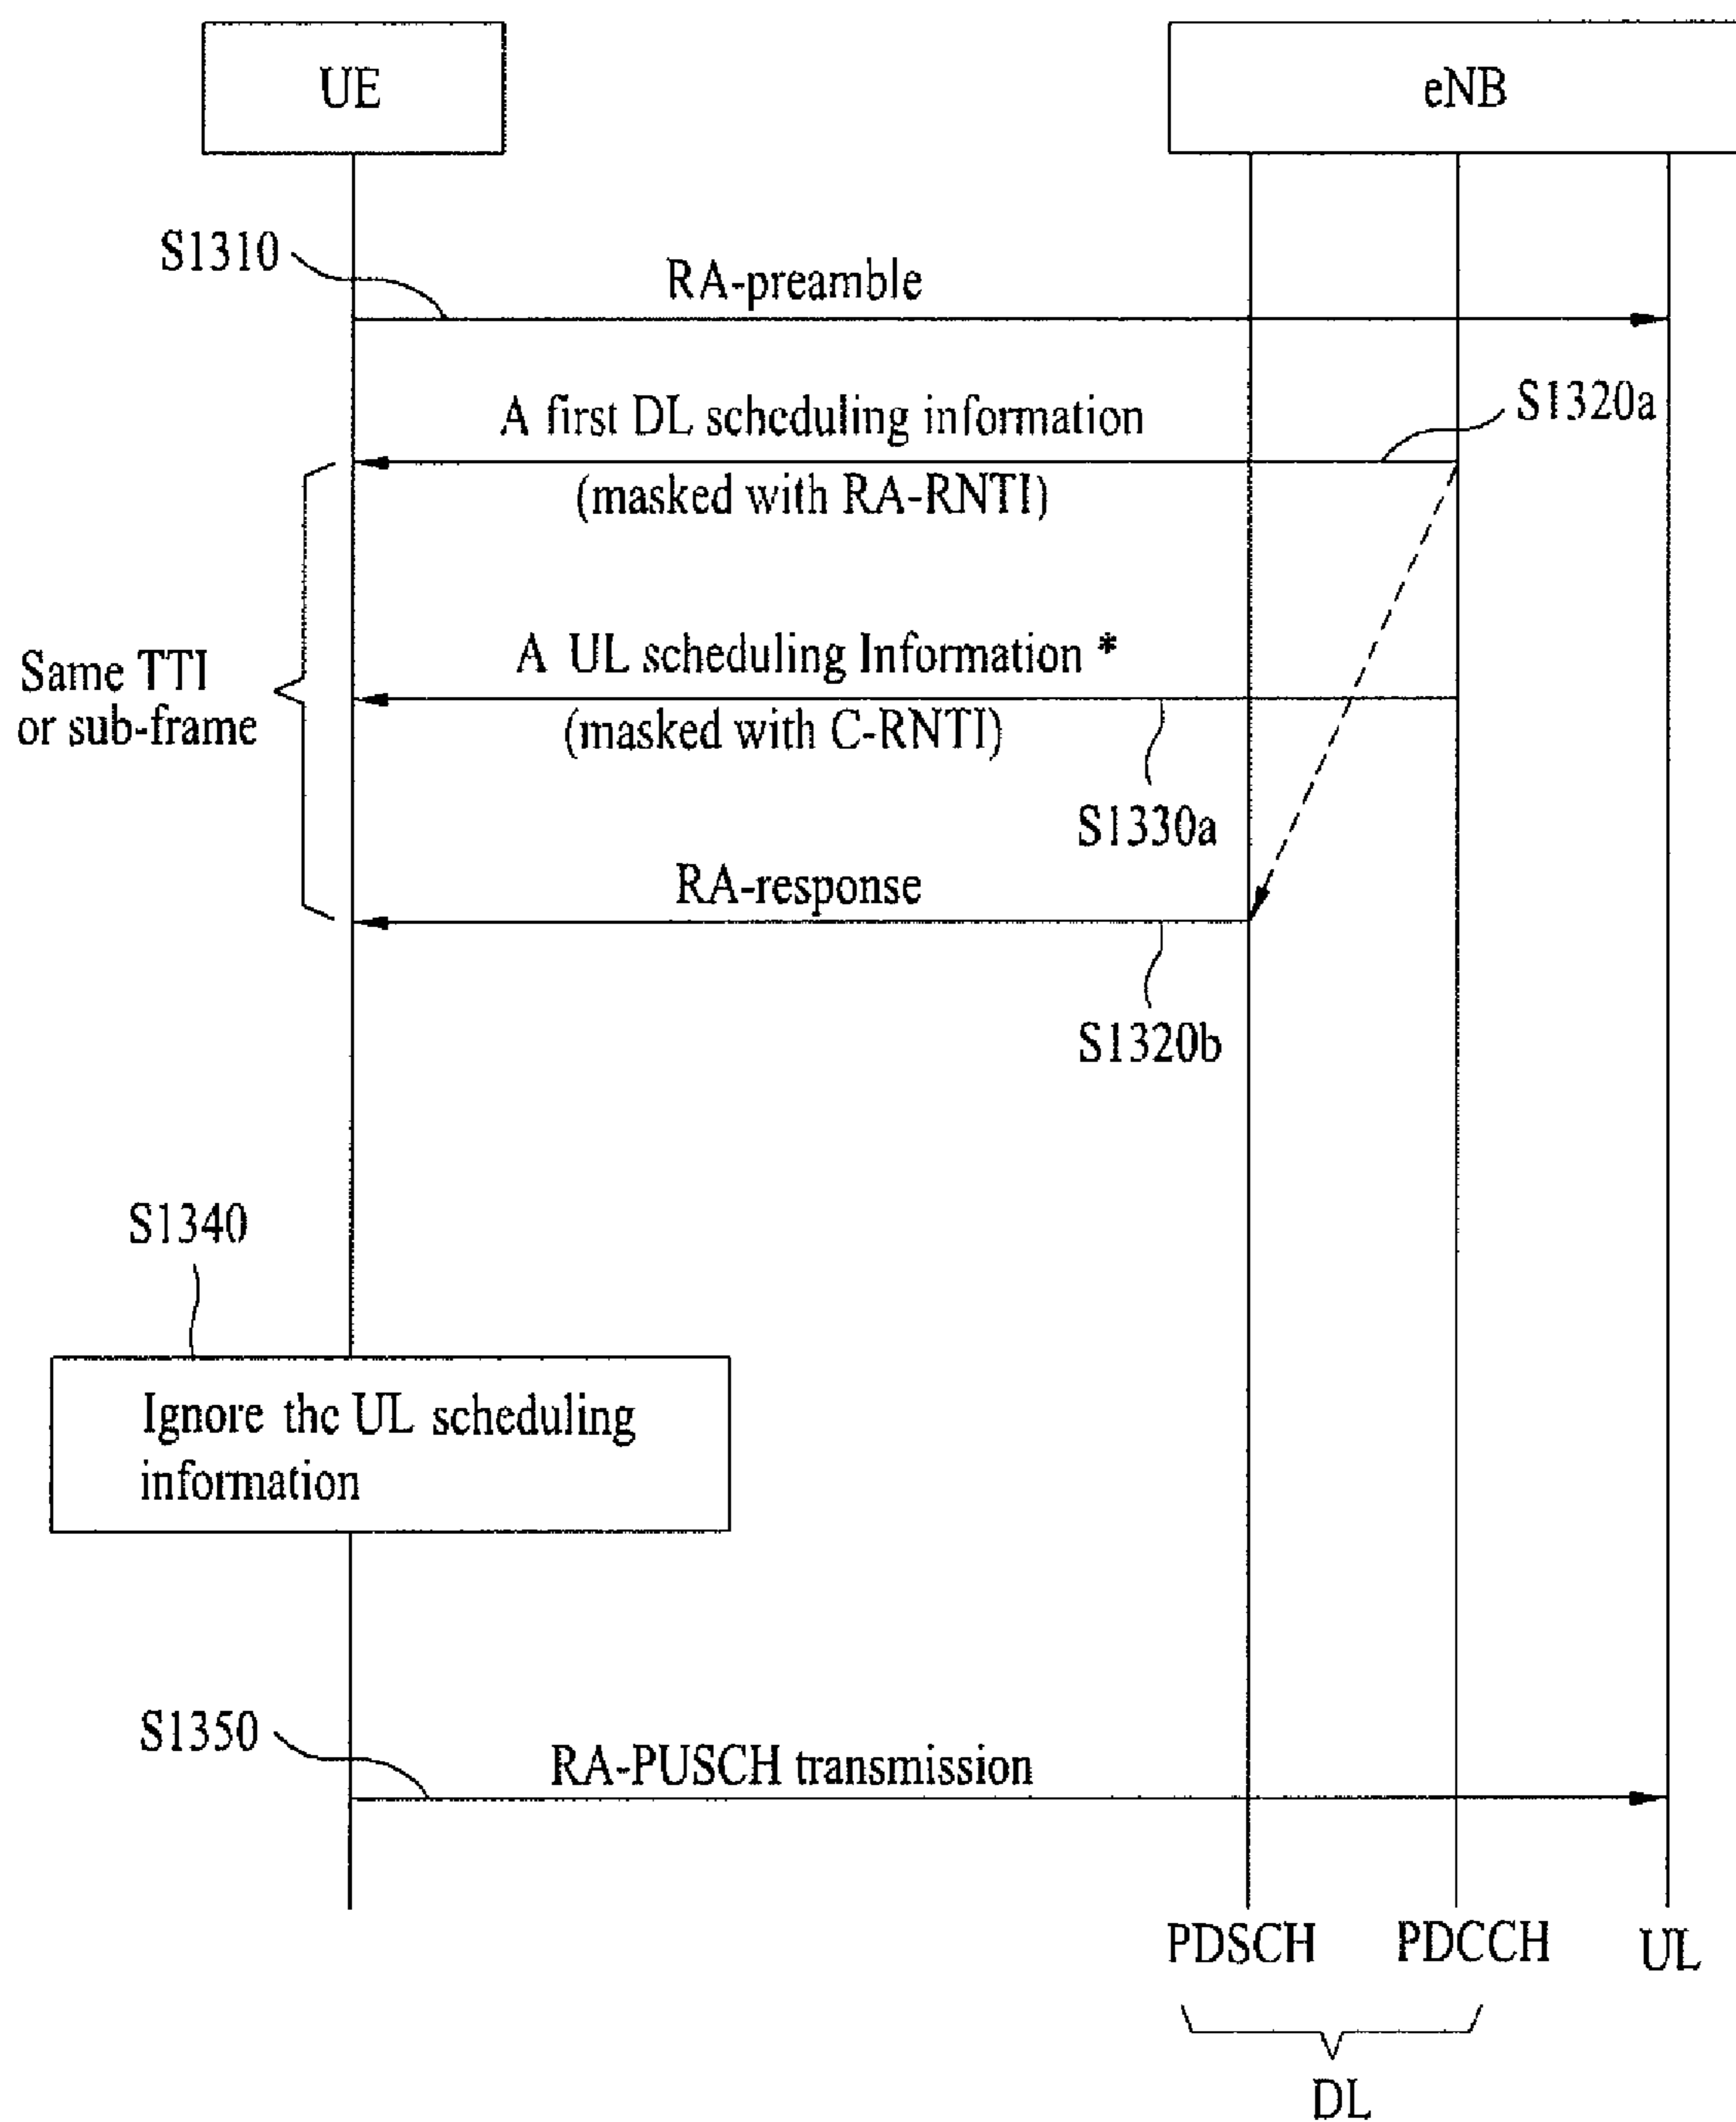 UE
eNB
S1310
RA-preamble
A first DL scheduling information
S1320a
(masked with RA-RNTI)
A UL scheduling Information *
Same TTI
or sub-frame
(masked with C-RNTI)
S1330a
RA-response
S1320b
S1340
Ignore the UL scheduling
information
S1350
RA-PUSCH transmission
PDSCH
PDCCH
UL
DL